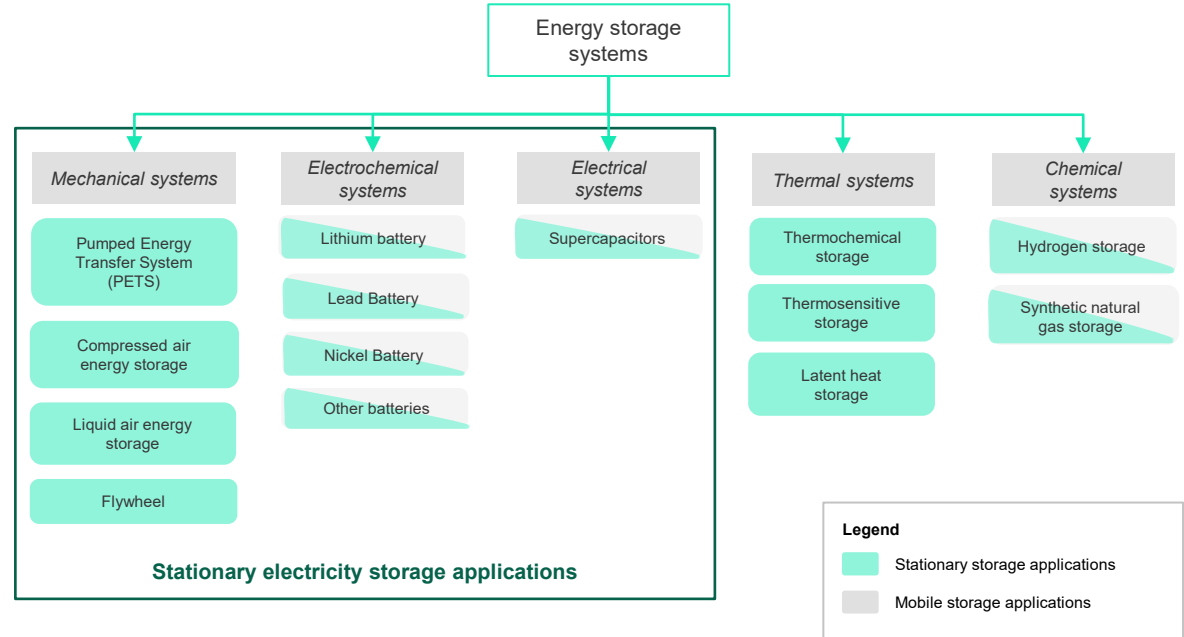 Energy storage
systems
Mechanical systems
Electrochemical
systems
Electrical
systems
Thermal systems
Chemical
systems
Pumped Energy
Transfer System
(PETS)
Compressed air
energy storage
Liquid air energy
storage
Flywheel
Lithium battery
Lead Battery
Nickel Battery
Other batteries
Supercapacitors
Thermochemical
storage
Thermosensitive
storage
Latent heat
storage
Hydrogen storage
Synthetic natural
gas storage
Stationary electricity storage applications
Legend
Stationary storage applications
Mobile storage applications